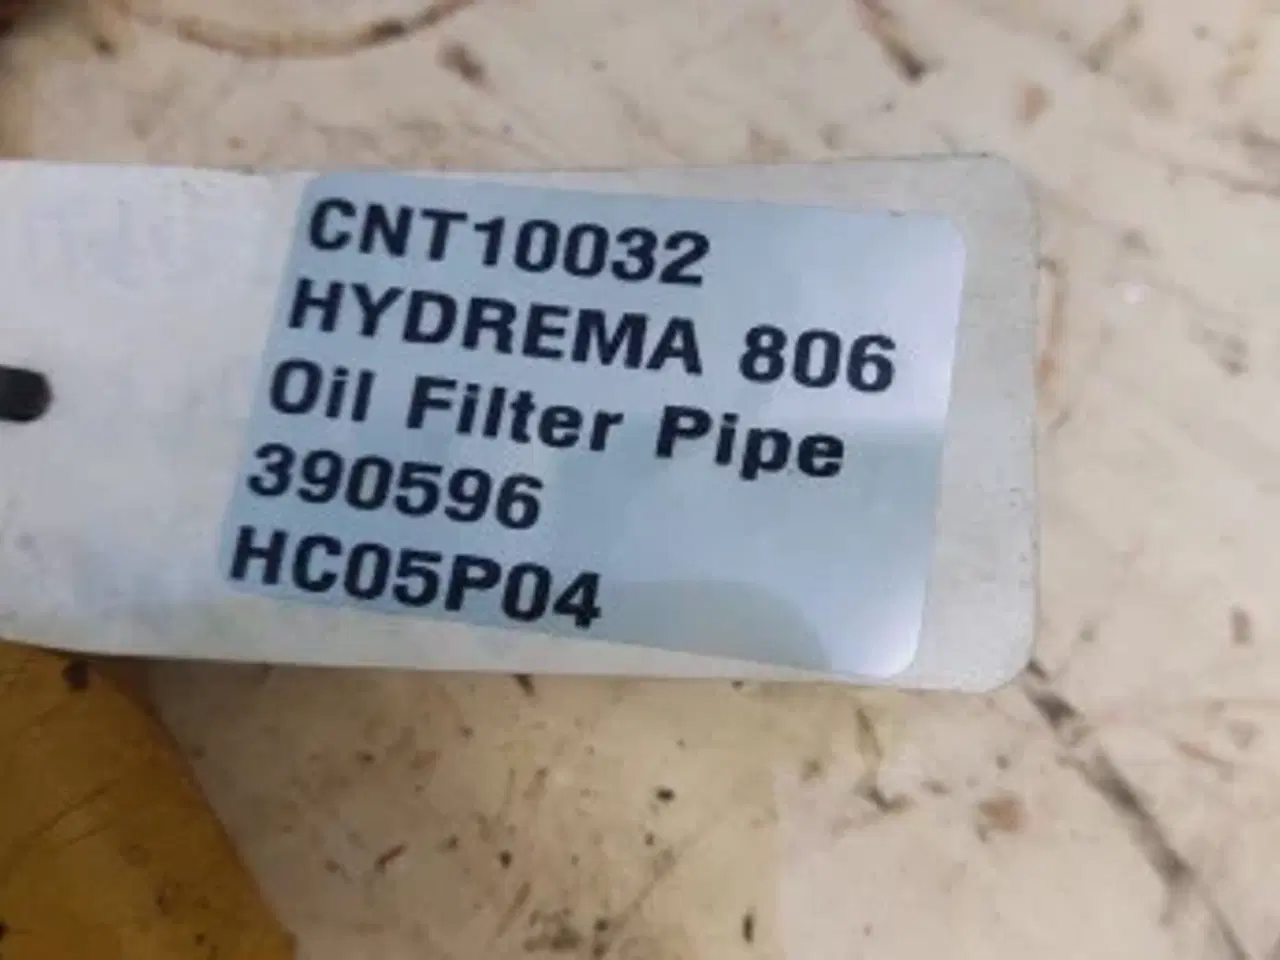 CNT10032
HYDREMA 806
Oil Filter Pipe
390596
HC05P04